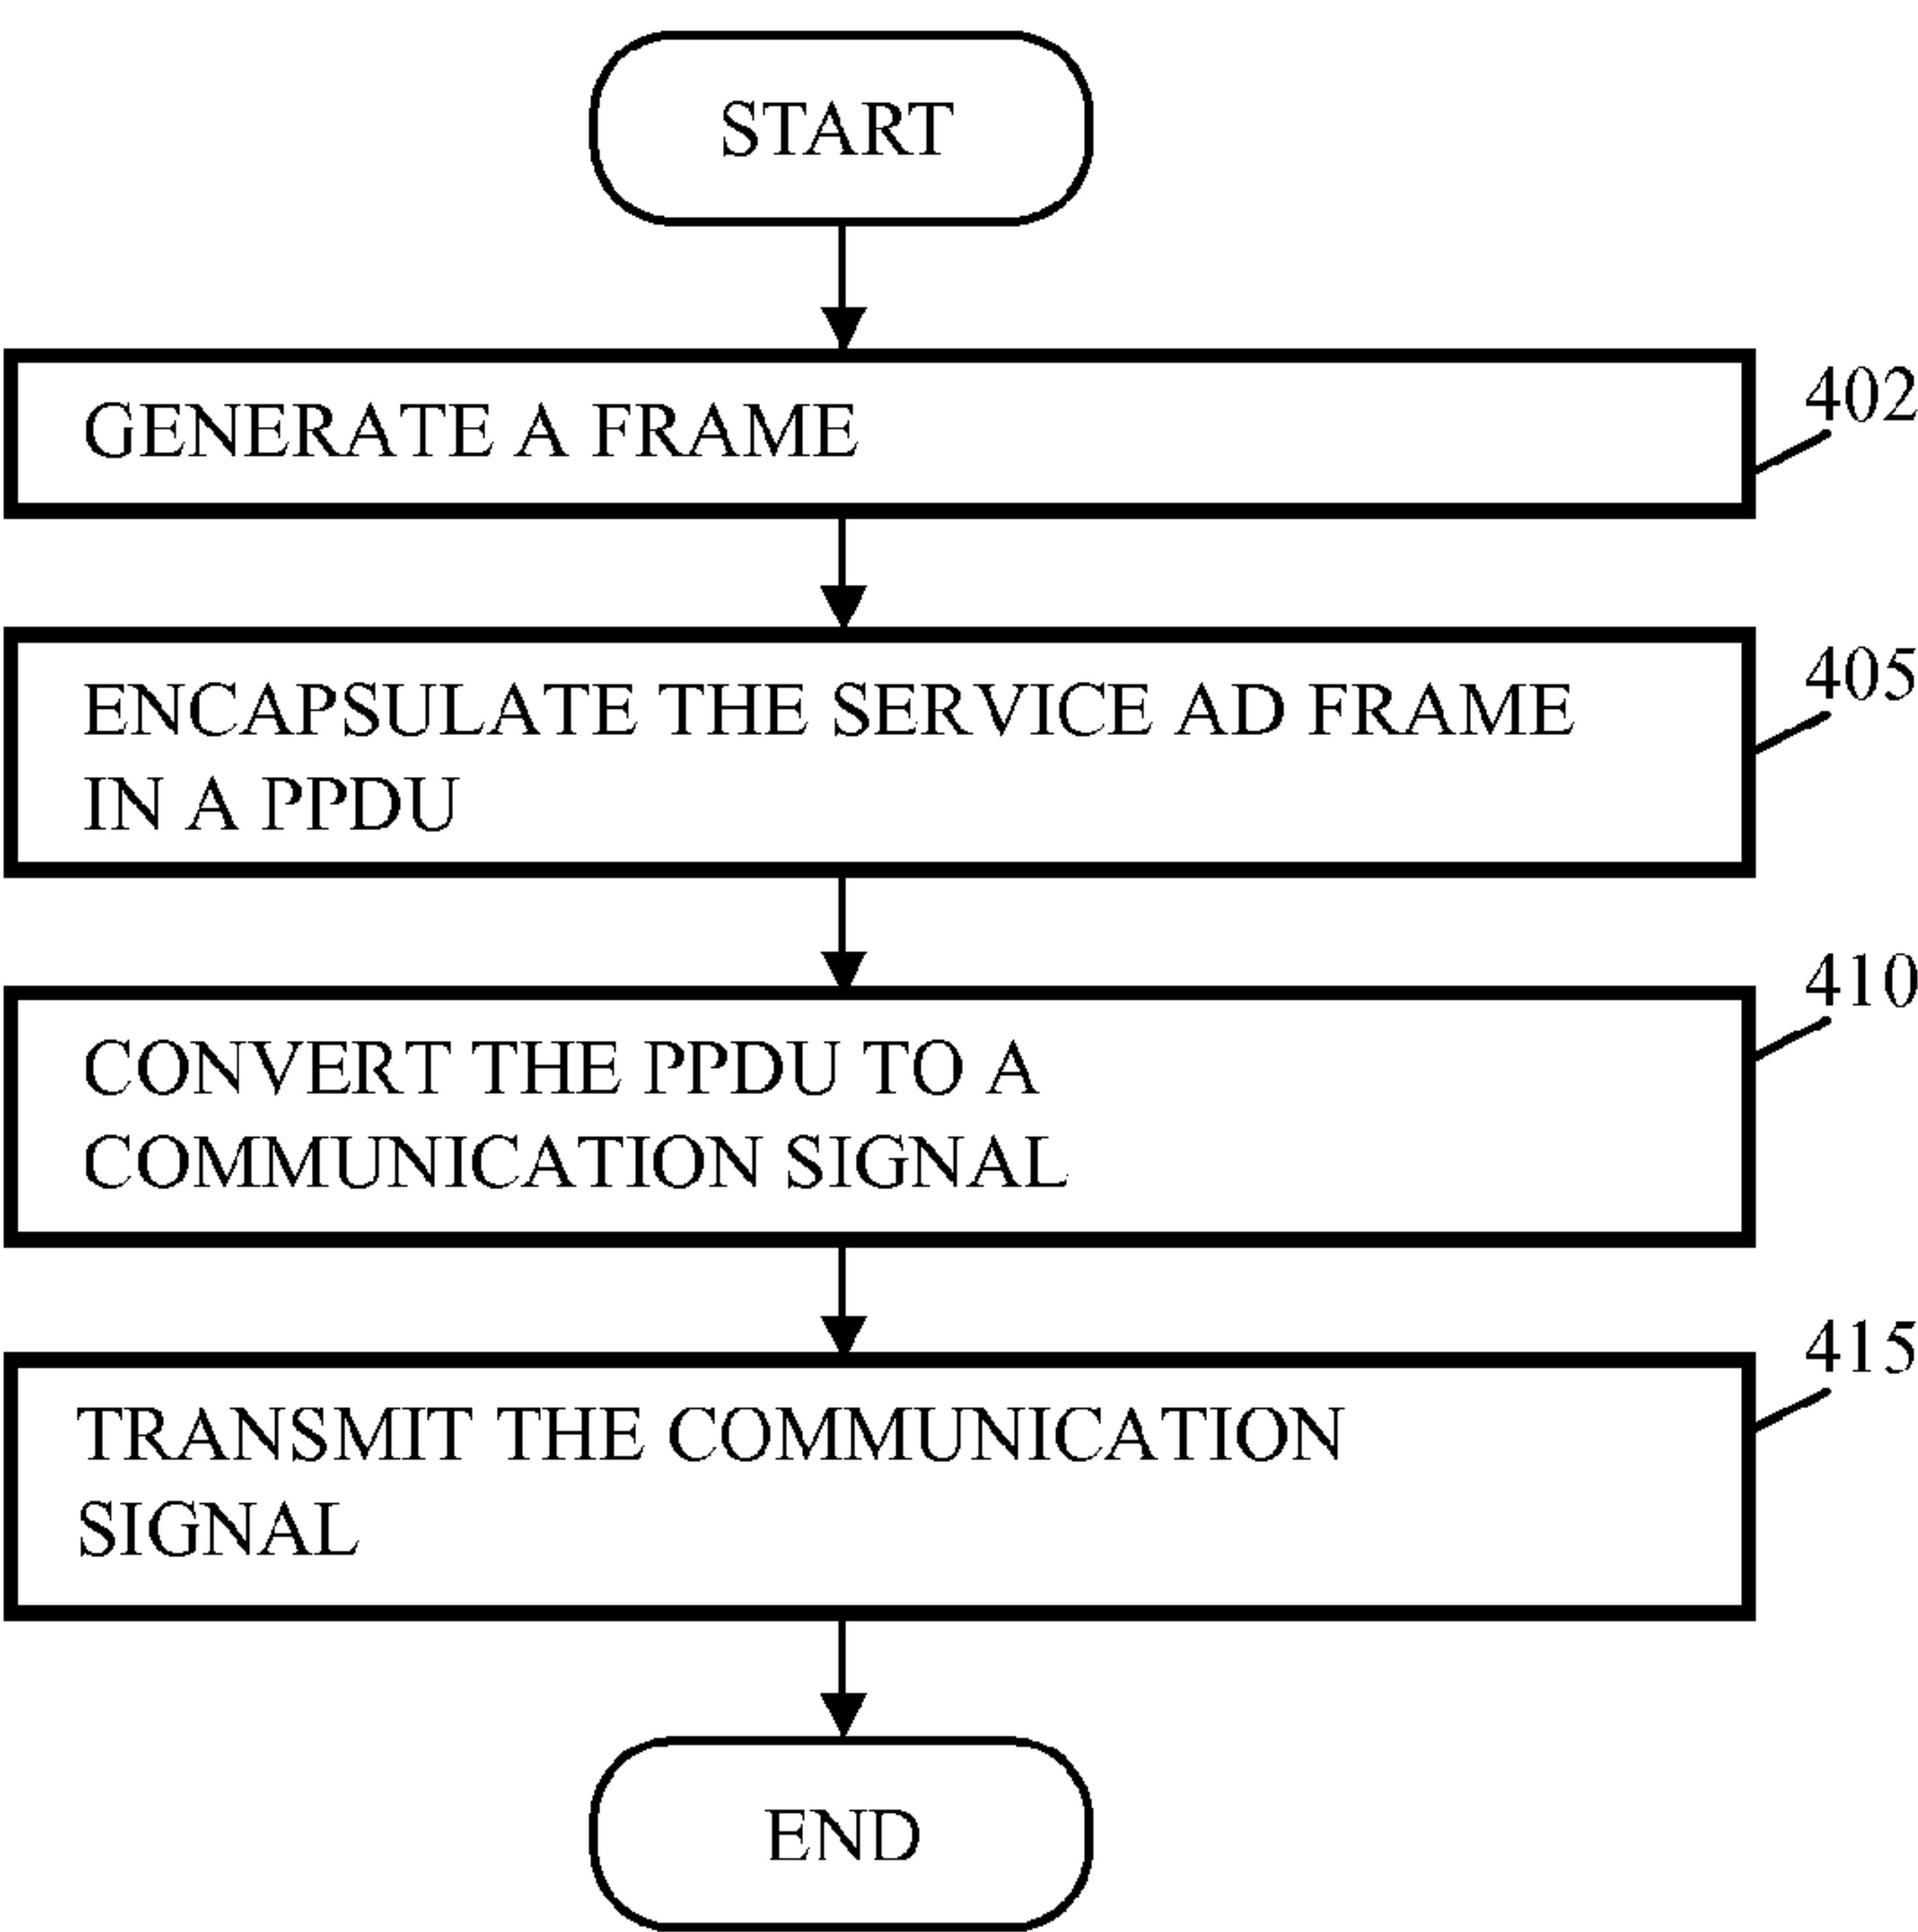 START
GENERATE A FRAME
402
ENCAPSULATE THE SERVICE AD FRAME
IN A PPDU
405
CONVERT THE PPDU TO A
COMMUNICATION SIGNAL
410
TRANSMIT THE COMMUNICATION
SIGNAL
415
END